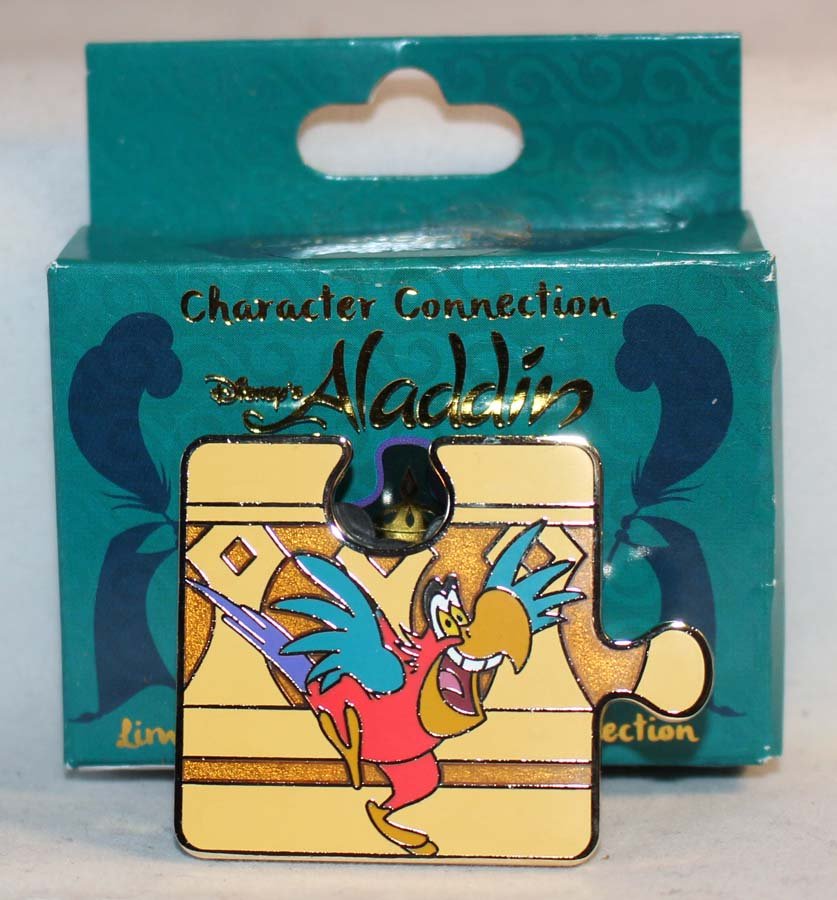 Character Connection
Disney's Aladdin